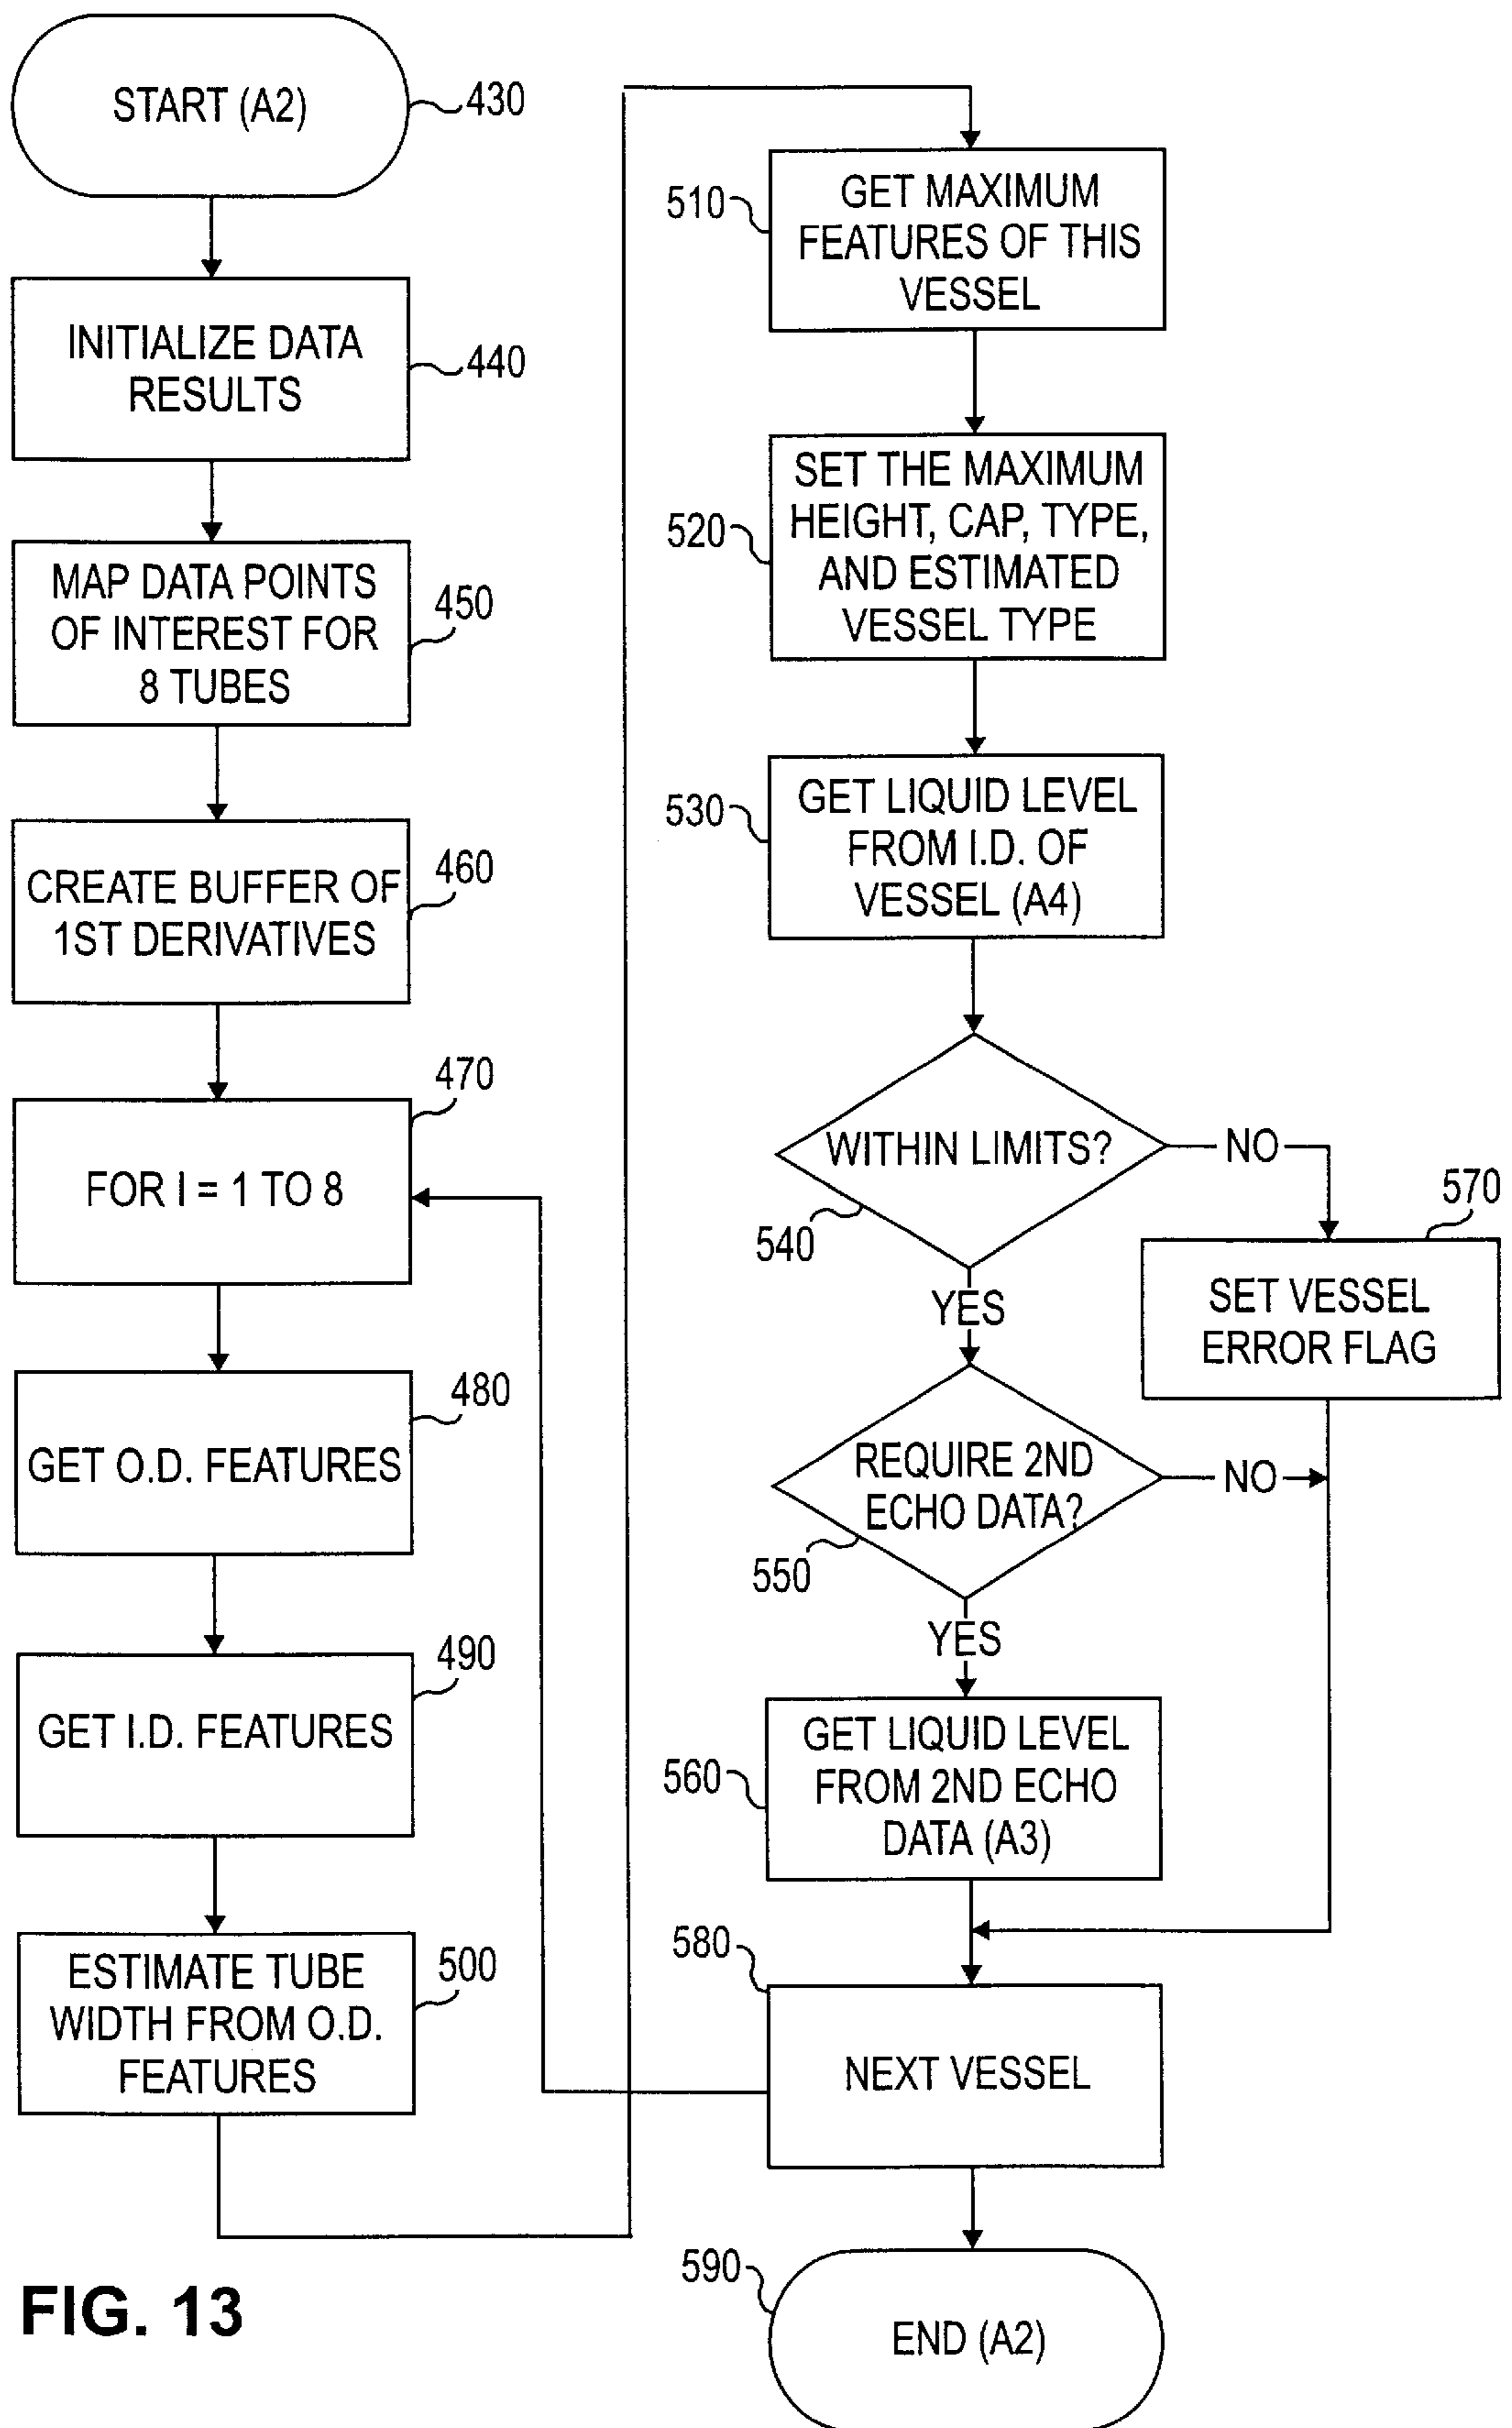 START (A2)
430
INITIALIZE DATA
RESULTS
440
MAP DATA POINTS
OF INTEREST FOR
8 TUBES
450
CREATE BUFFER OF
1ST DERIVATIVES
460
470
FOR I = 1 TO 8
GET O.D. FEATURES
480
GET I.D. FEATURES
490
ESTIMATE TUBE
WIDTH FROM O.D.
FEATURES
500
510
GET MAXIMUM
FEATURES OF THIS
VESSEL
520
SET THE MAXIMUM
HEIGHT, CAP, TYPE,
AND ESTIMATED
VESSEL TYPE
530
GET LIQUID LEVEL
FROM I.D. OF
VESSEL (A4)
WITHIN LIMITS?
NO
540
YES
570
SET VESSEL
ERROR FLAG
REQUIRE 2ND
ECHO DATA?
NO
550
YES
560
GET LIQUID LEVEL
FROM 2ND ECHO
DATA (A3)
580
NEXT VESSEL
590
END (A2)
FIG. 13